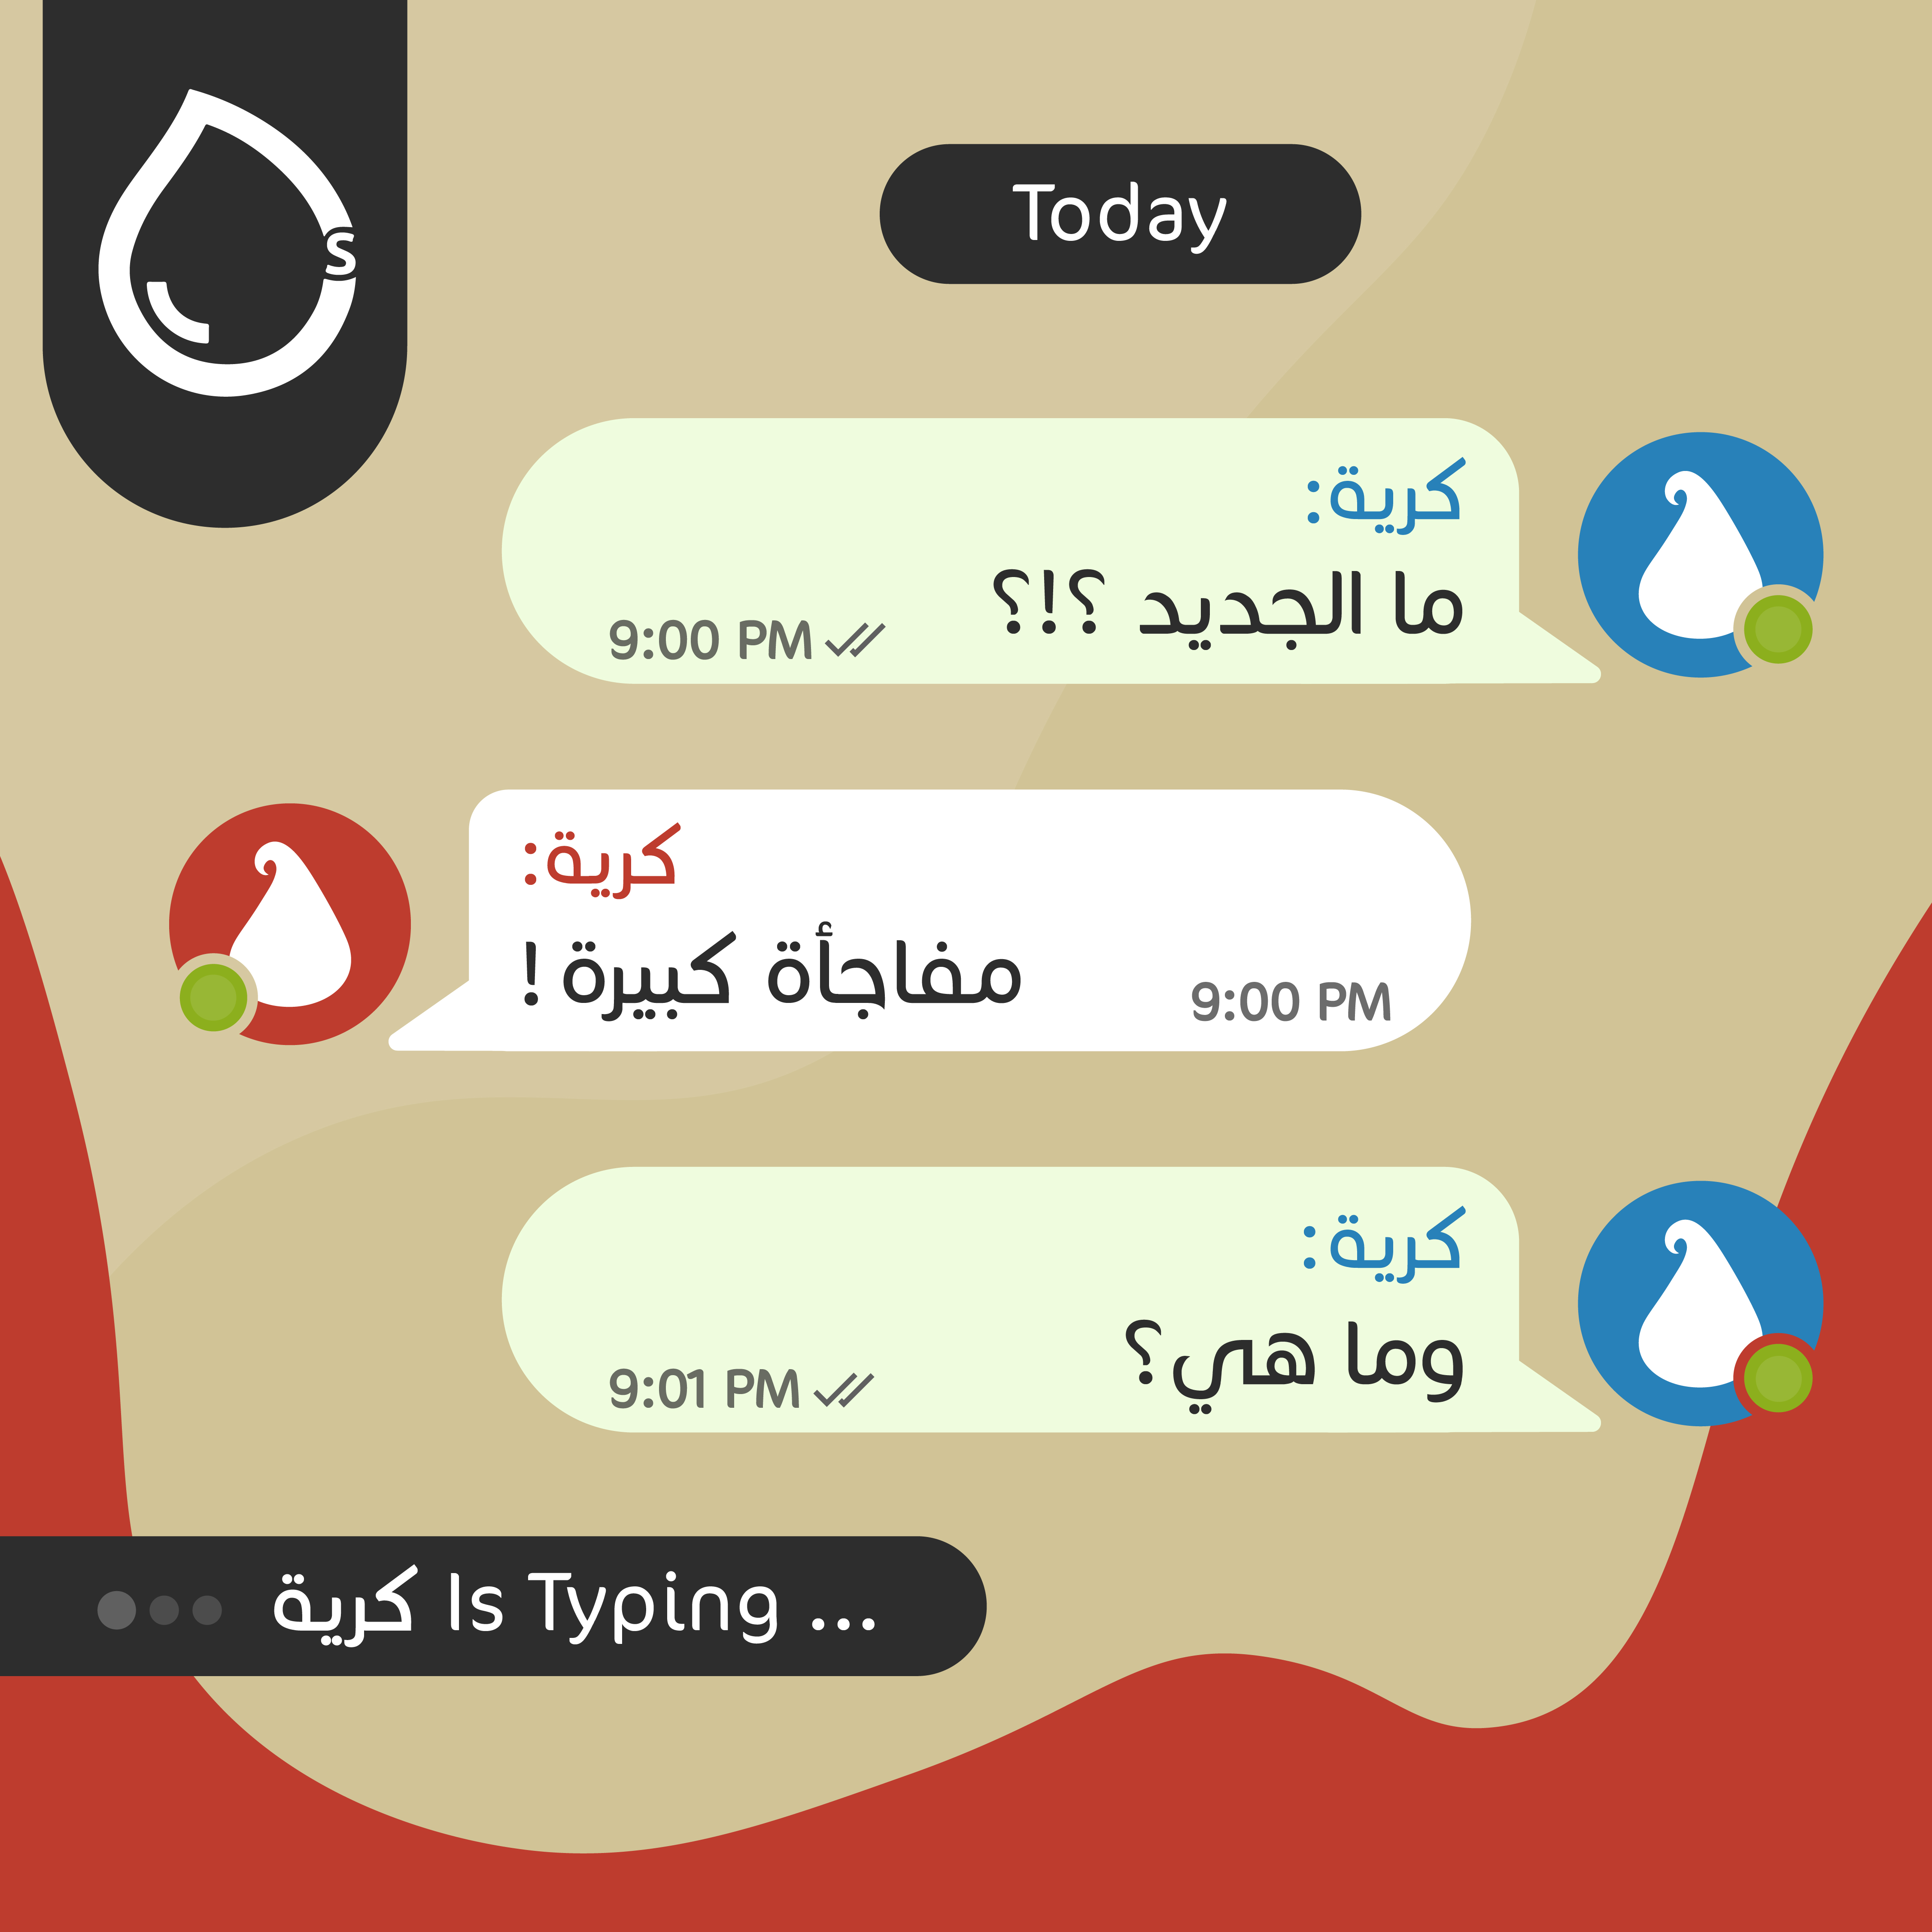 s
Today
كرية:
ما الجديد ؟!؟
9:00 PM
كرية:
مفاجأة كبيرة !
9:00 PM
كرية:
وما هي؟
9:01 PM
كرية Is Typing ...